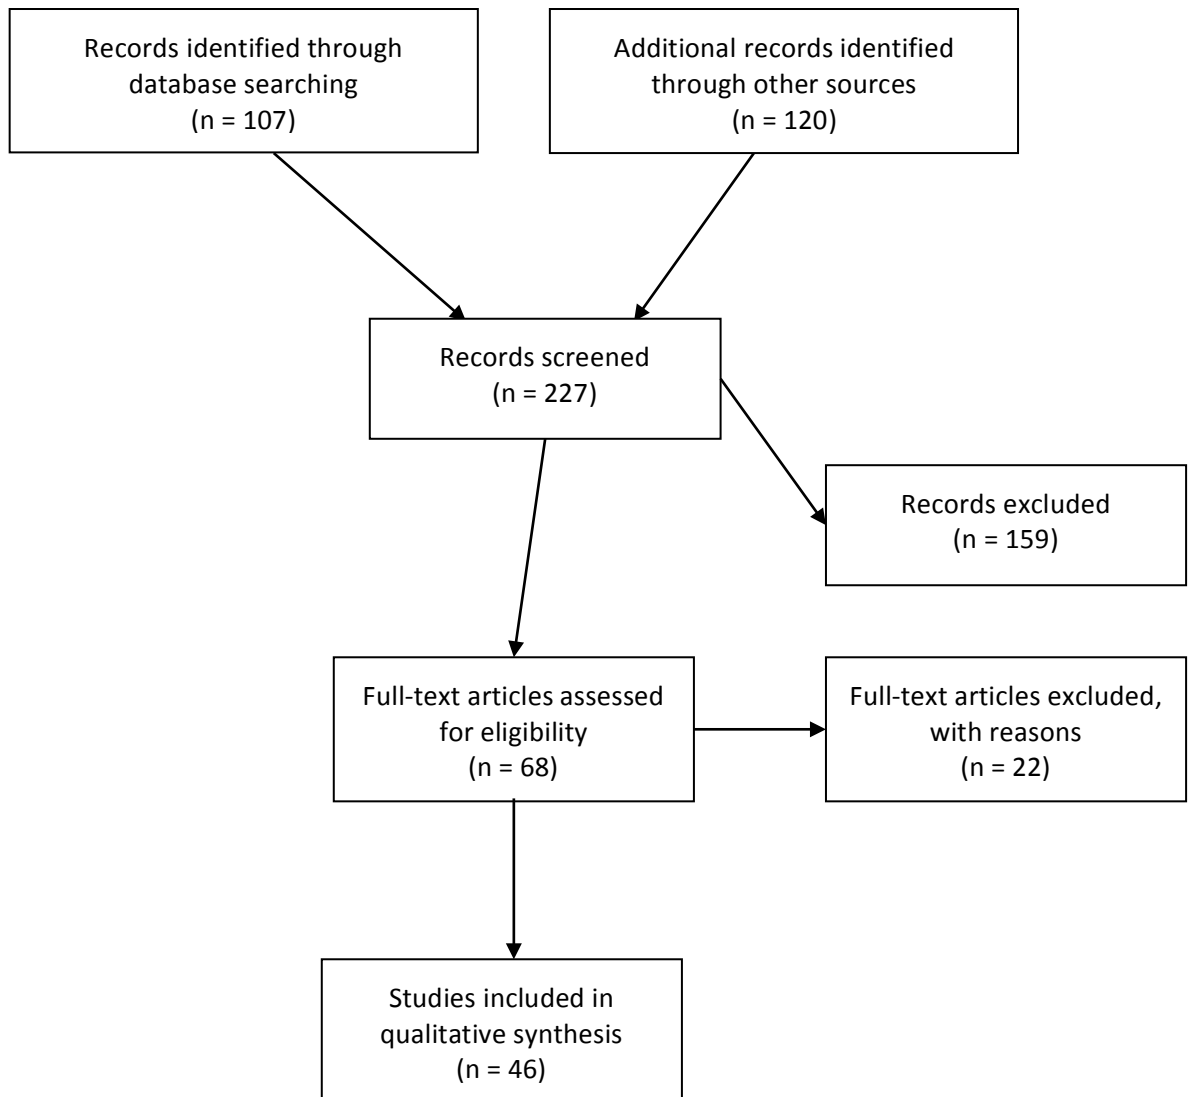 Records identified through
database searching
(n = 107)
Additional records identified
through other sources
(n = 120)
Records screened
(n = 227)
Records excluded
(n = 159)
Full-text articles assessed
for eligibility
(n = 68)
Full-text articles excluded,
with reasons
(n = 22)
Studies included in
qualitative synthesis
(n = 46)